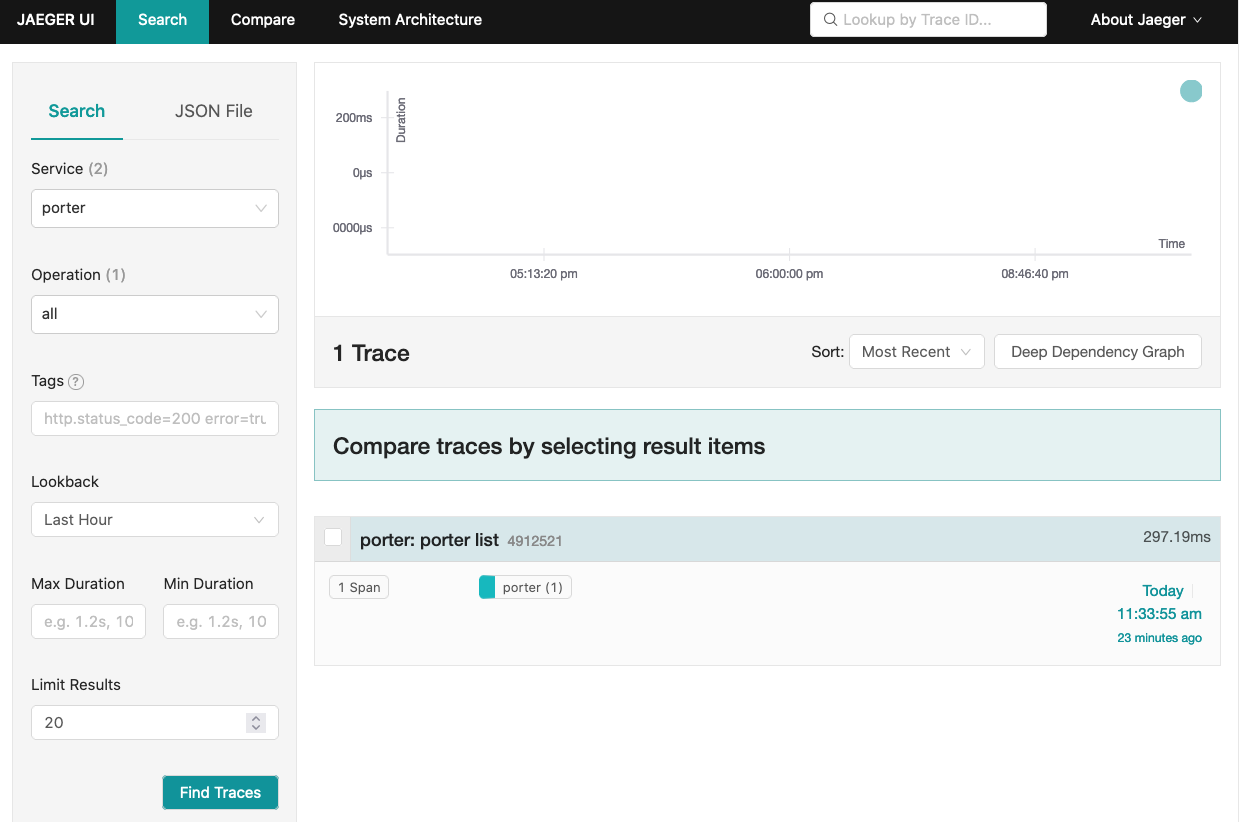 JAEGER UI Search Compare System Architecture Lookup by Trace ID... About Jaeger
Search JSON File
Service (2)
porter
Operation (1)
all
Tags ?
http.status_code=200 error=tru
Lookback
Last Hour
Max Duration Min Duration
e.g. 1.2s, 10 e.g. 1.2s, 10
Limit Results
20
Find Traces
Duration
200ms
0μs
0000μs
Time
05:13:20 pm 06:00:00 pm 08:46:40 pm
1 Trace Sort: Most Recent Deep Dependency Graph
Compare traces by selecting result items
porter: porter list 4912521 297.19ms
1 Span porter (1) Today
11:33:55 am
23 minutes ago